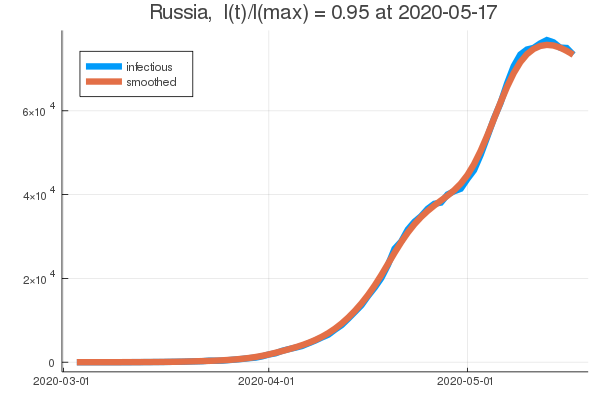 Russia, I(t)/I(max) = 0.95 at 2020-05-17
infectious
smoothed
6×10⁴
4×10⁴
2×10⁴
0
2020-03-01 2020-04-01 2020-05-01